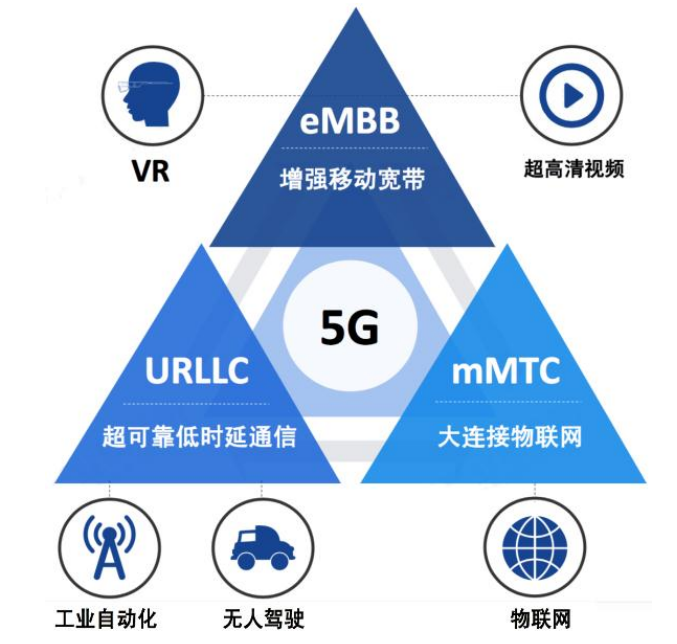 eMBB
增强移动宽带
VR
超高清视频
5G
URLLC
超可靠低时延通信
mMTC
大连接物联网
工业自动化
无人驾驶
物联网